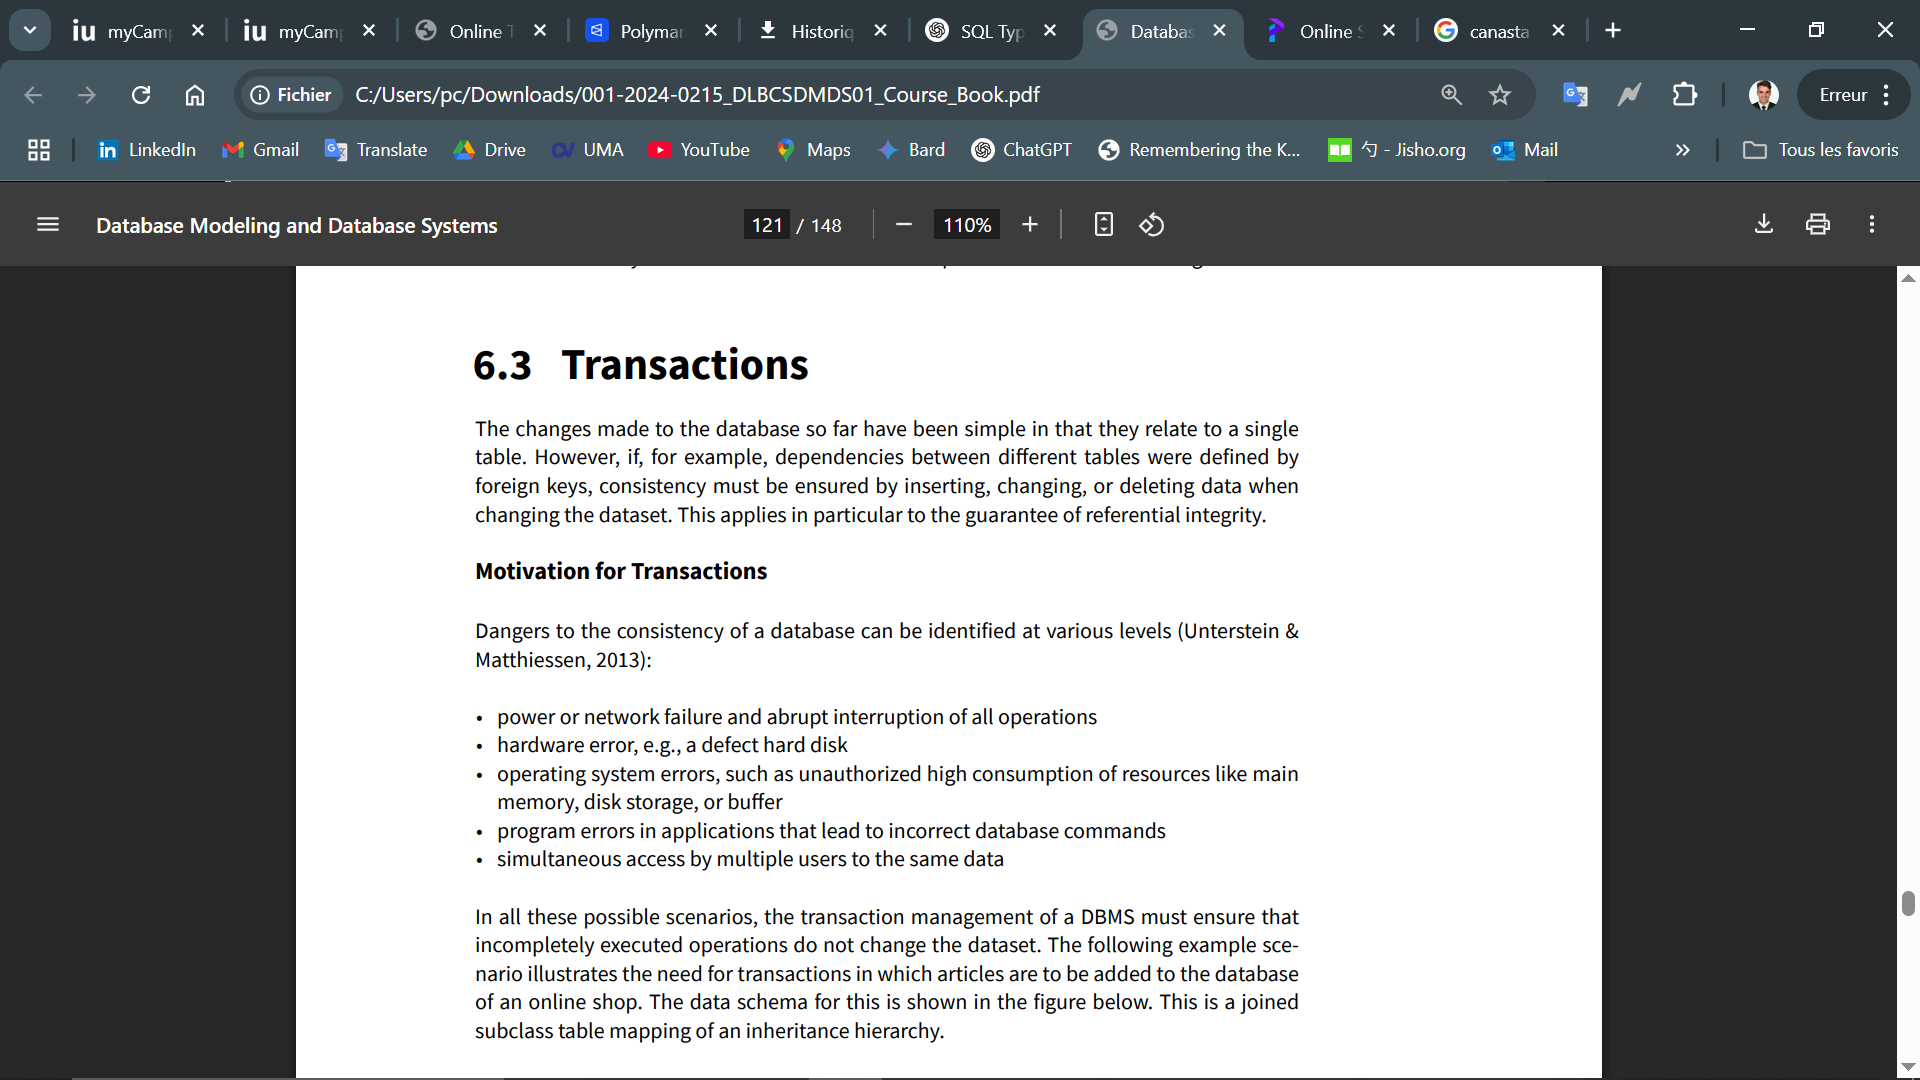 iu myCam
iu myCam
Online T
Polymar
Historiq
SQL Typ
Databas
Online S
canasta
Fichier
C:/Users/pc/Downloads/001-2024-0215_DLBCSDMDS01_Course_Book.pdf
Erreur
LinkedIn
Gmail
Translate
Drive
CV UMA
YouTube
Maps
Bard
ChatGPT
Remembering the K...
勺 - Jisho.org
Mail
Tous les favoris
Database Modeling and Database Systems
121 / 148
110%
6.3 Transactions
The changes made to the database so far have been simple in that they relate to a single
table. However, if, for example, dependencies between different tables were defined by
foreign keys, consistency must be ensured by inserting, changing, or deleting data when
changing the dataset. This applies in particular to the guarantee of referential integrity.
Motivation for Transactions
Dangers to the consistency of a database can be identified at various levels (Unterstein &
Matthiessen, 2013):
• power or network failure and abrupt interruption of all operations
• hardware error, e.g., a defect hard disk
• operating system errors, such as unauthorized high consumption of resources like main
memory, disk storage, or buffer
• program errors in applications that lead to incorrect database commands
• simultaneous access by multiple users to the same data
In all these possible scenarios, the transaction management of a DBMS must ensure that
incompletely executed operations do not change the dataset. The following example sce-
nario illustrates the need for transactions in which articles are to be added to the database
of an online shop. The data schema for this is shown in the figure below. This is a joined
subclass table mapping of an inheritance hierarchy.